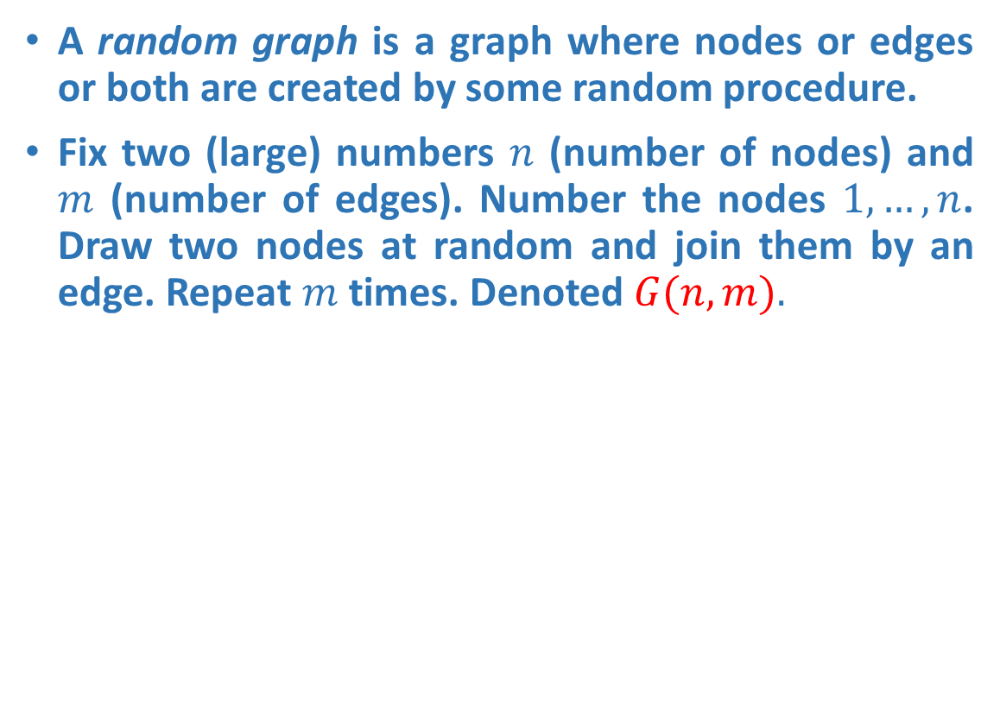 • A random graph is a graph where nodes or edges
or both are created by some random procedure.
• Fix two (large) numbers 𝑛 (number of nodes) and
𝑚 (number of edges). Number the nodes 1, … , 𝑛.
Draw two nodes at random and join them by an
edge. Repeat 𝑚 times. Denoted 𝐺(𝑛, 𝑚).